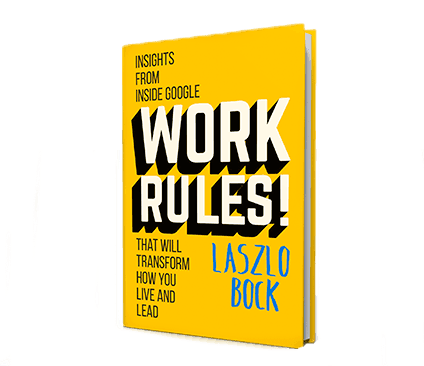 INSIGHTS
FROM
INSIDE GOOGLE
WORK
RULES!
THAT WILL
TRANSFORM
HOW YOU
LIVE AND
LEAD
LASZLO
BOCK